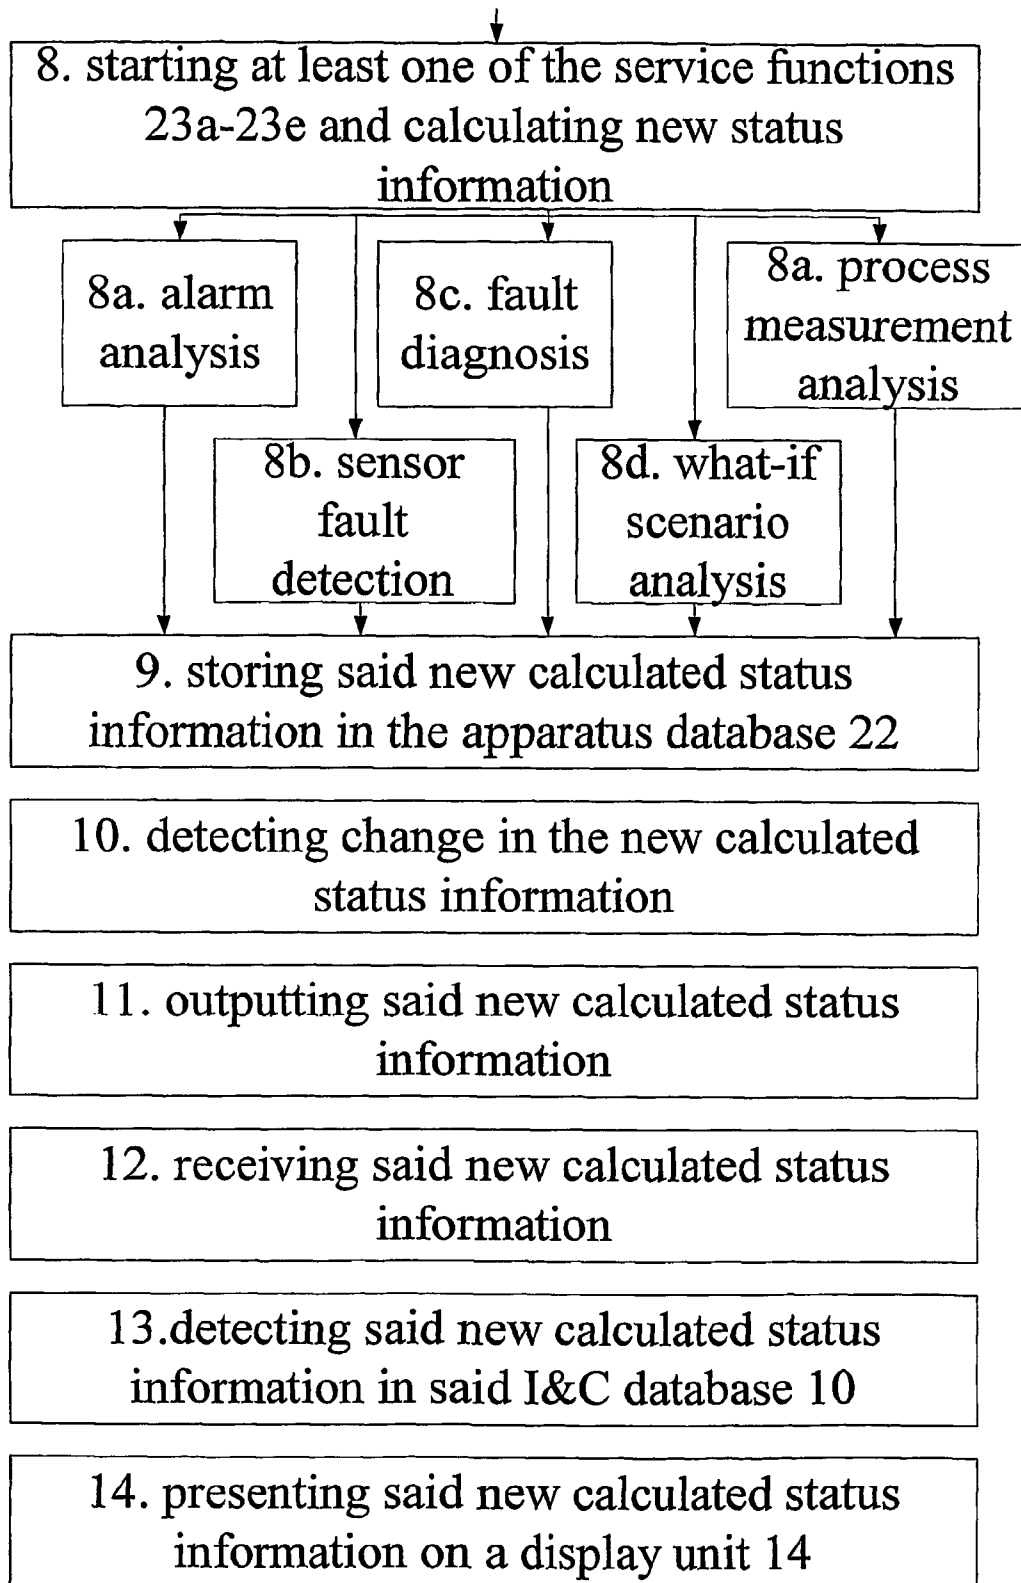 8. starting at least one of the service functions
23a-23e and calculating new status
information
8a. alarm
analysis
8c. fault
diagnosis
8a. process
measurement
analysis
8b. sensor
fault
detection
8d. what-if
scenario
analysis
9. storing said new calculated status
information in the apparatus database 22
10. detecting change in the new calculated
status information
11. outputting said new calculated status
information
12. receiving said new calculated status
information
13.detecting said new calculated status
information in said I&C database 10
14. presenting said new calculated status
information on a display unit 14